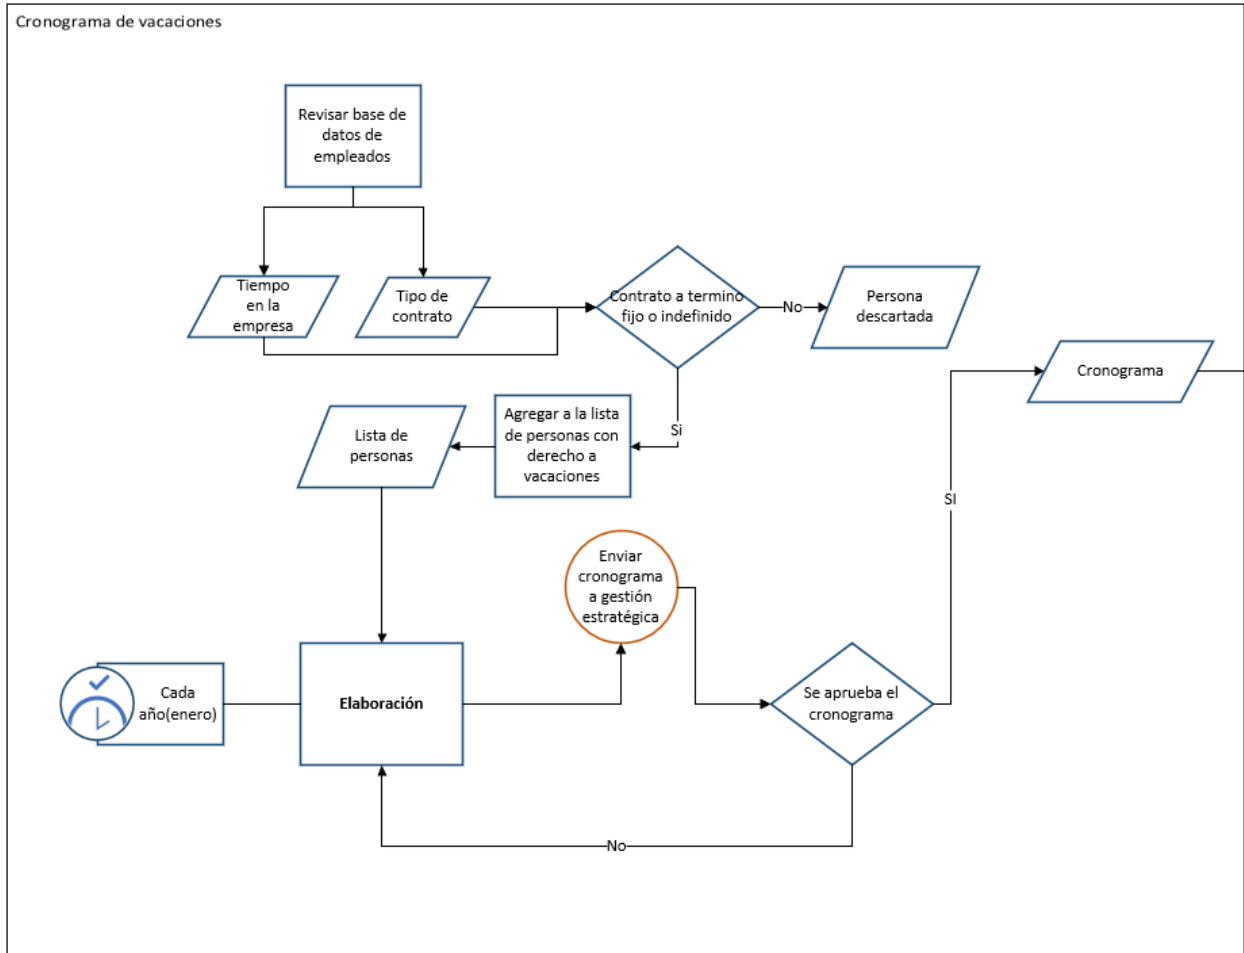 Cronograma de vacaciones
Revisar base de
datos de
empleados
Tiempo
en la
empresa
Tipo de
contrato
Contrato a termino
fijo o indefinido
No
Persona
descartada
Cronograma
Si
Agregar a la lista
de personas con
derecho a
vacaciones
Lista de
personas
SI
Enviar
cronograma
a gestión
estratégica
Cada
año(enero)
Elaboración
Se aprueba el
cronograma
No